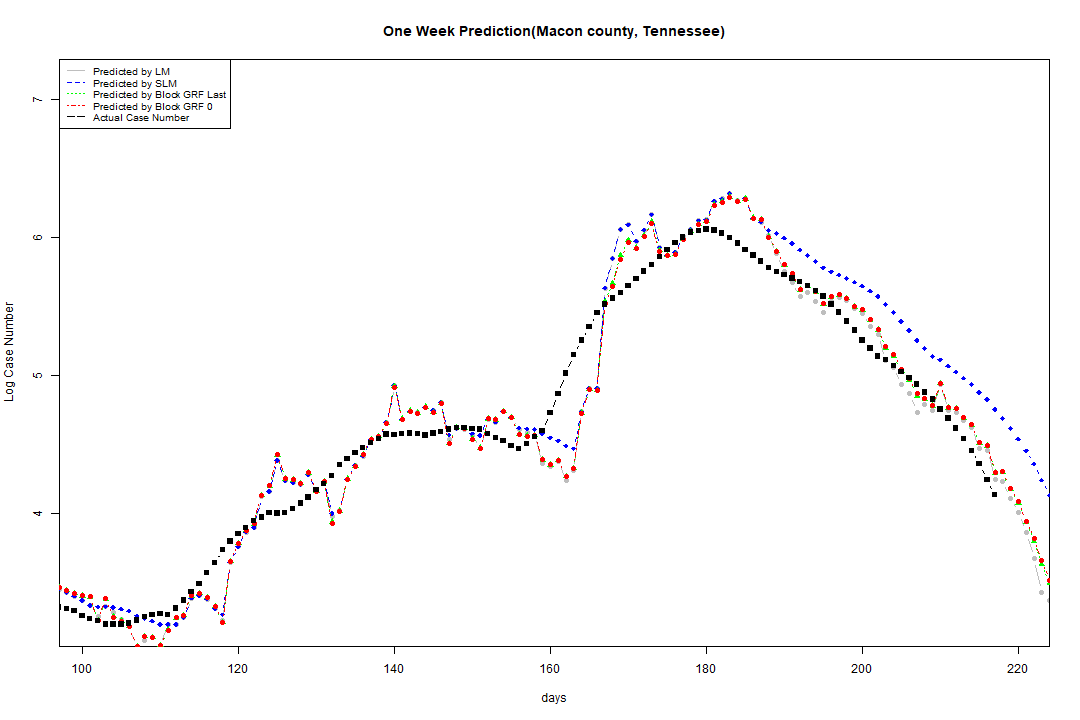 One Week Prediction(Macon county, Tennessee)
Predicted by LM
Predicted by SLM
Predicted by Block GRF Last
Predicted by Block GRF 0
Actual Case Number
Log Case Number
7
6
5
4
100 120 140 160 180 200 220
days